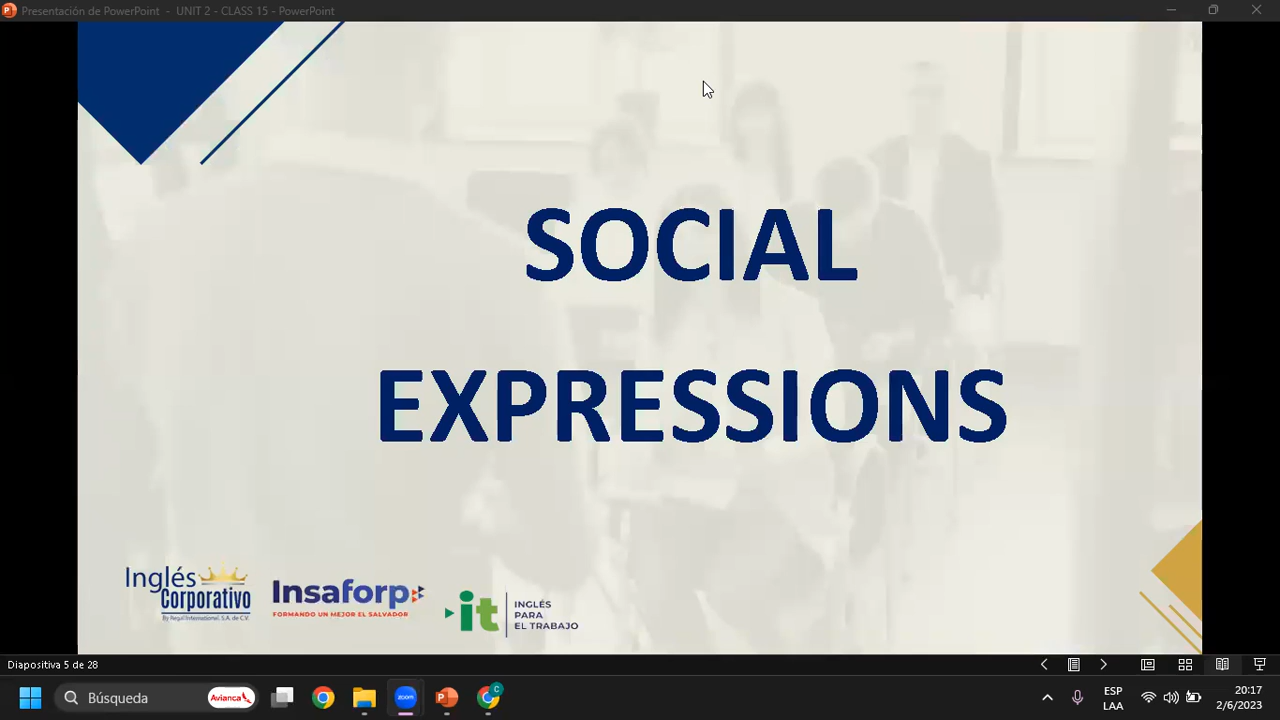 Presentación de PowerPoint - UNIT 2 - CLASS 15 - PowerPoint
SOCIAL
EXPRESSIONS
Inglés
Corporativo
By Regal International, S.A. de C.V.
Insaforp
FORMANDO UN MEJOR EL SALVADOR
it
INGLÉS
PARA
EL TRABAJO
Diapositiva 5 de 28
Búsqueda
Avianca
zoom
C
ESP
LAA
20:17
2/6/2023